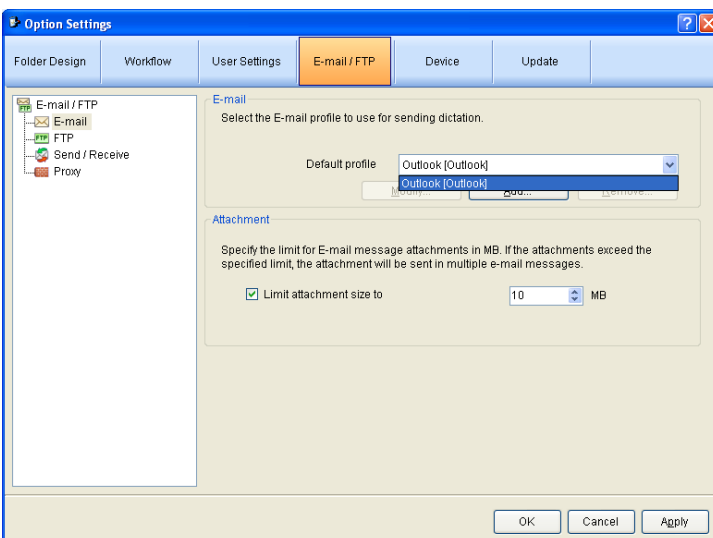 Option Settings
Folder Design
Workflow
User Settings
E-mail / FTP
Device
Update
E-mail / FTP
E-mail
FTP
Send / Receive
Proxy
E-mail
Select the E-mail profile to use for sending dictation.
Default profile
Outlook [Outlook]
Outlook [Outlook]
Modify... Add... Remove...
Attachment
Specify the limit for E-mail message attachments in MB. If the attachments exceed the
specified limit, the attachment will be sent in multiple e-mail messages.
Limit attachment size to 10 MB
OK Cancel Apply